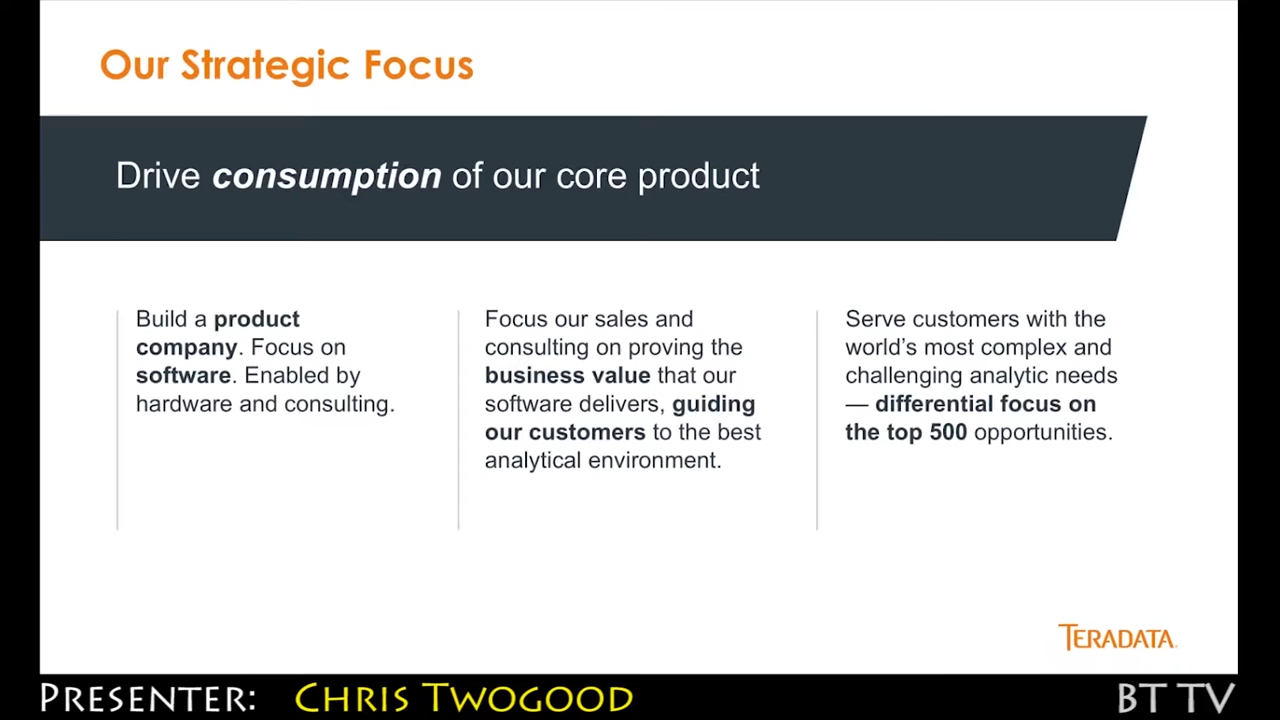 Our Strategic Focus
Drive consumption of our core product
Build a product
company. Focus on
software. Enabled by
hardware and consulting.
Focus our sales and
consulting on proving the
business value that our
software delivers, guiding
our customers to the best
analytical environment.
Serve customers with the
world's most complex and
challenging analytic needs
— differential focus on
the top 500 opportunities.
TERADATA
PRESENTER: CHRIS TWOGOOD
BT TV